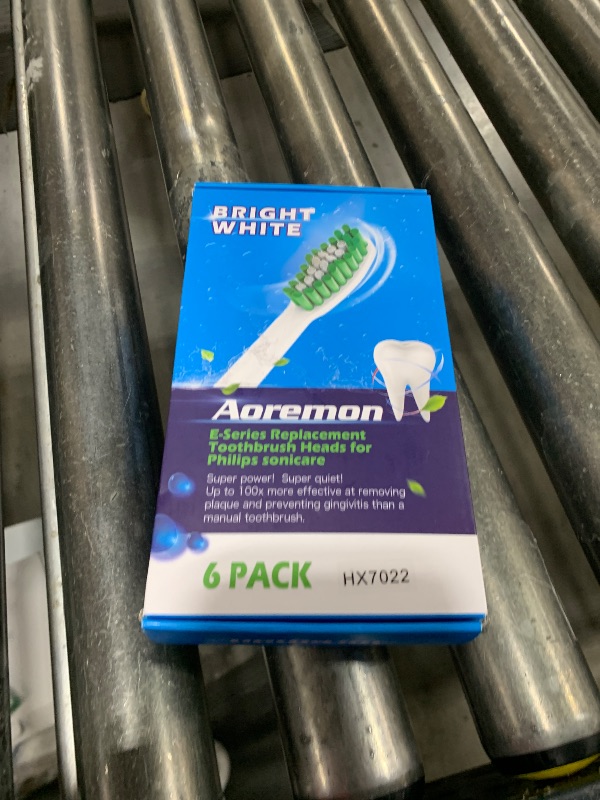 BRIGHT
WHITE
Aoremon
E-Series Replacement
Toothbrush Heads for
Philips sonicare
Super power! Super quiet!
Up to 100x more effective at removing
plaque and preventing gingivitis than a
manual toothbrush.
6 PACK HX7022